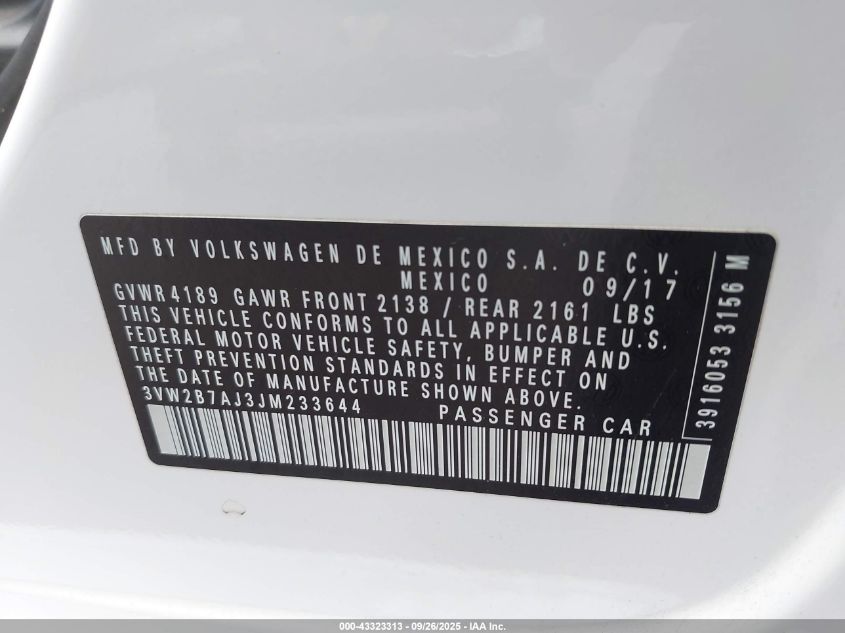 MFD BY VOLKSWAGEN DE MEXICO S.A. DE C.V.
MEXICO 09/17
GVWR 4189 GAWR FRONT 2138 / REAR 2161 LBS
THIS VEHICLE CONFORMS TO ALL APPLICABLE U.S.
FEDERAL MOTOR VEHICLE SAFETY, BUMPER AND
THEFT PREVENTION STANDARDS IN EFFECT ON
THE DATE OF MANUFACTURE SHOWN ABOVE.
3VW2B7AJ3JM233644 PASSENGER CAR
3916053 3156 M
000-43323313 - 09/26/2025 - IAA Inc.